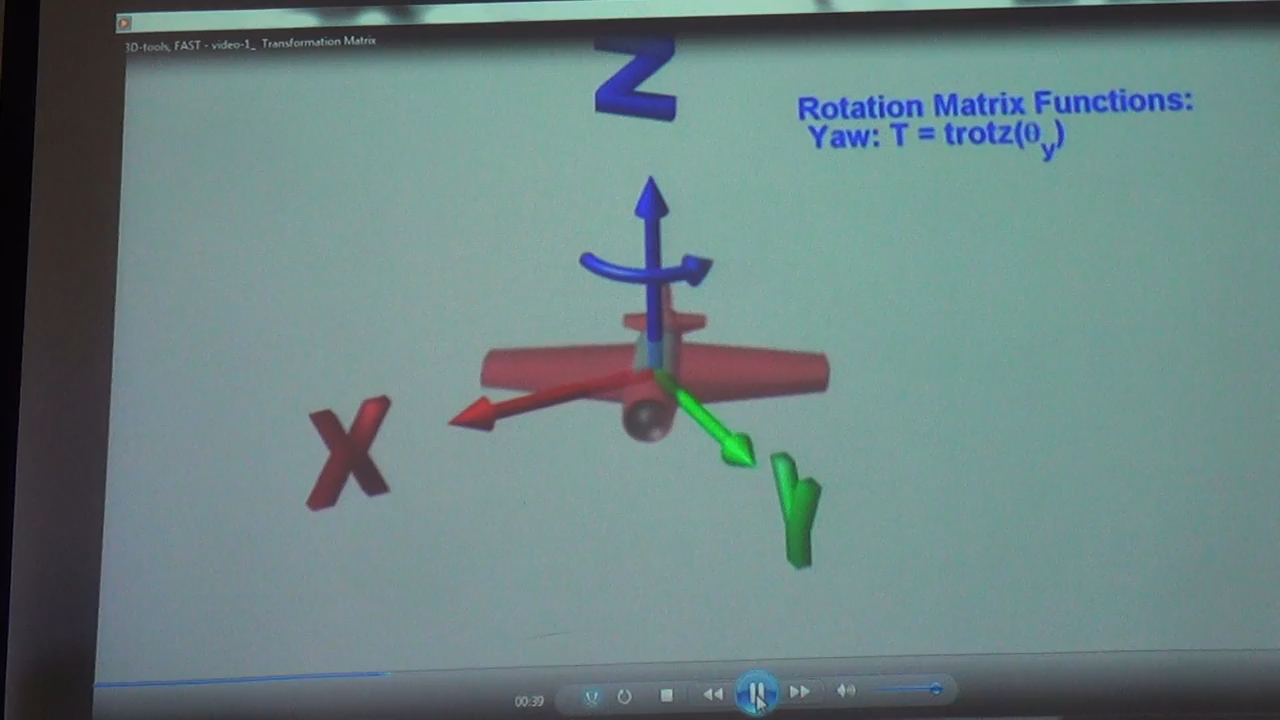 3D-tools, FAST - video-1_ Transformation Matrix
Z
Rotation Matrix Functions:
Yaw: T = trotz(θy)
X
Y
00:39